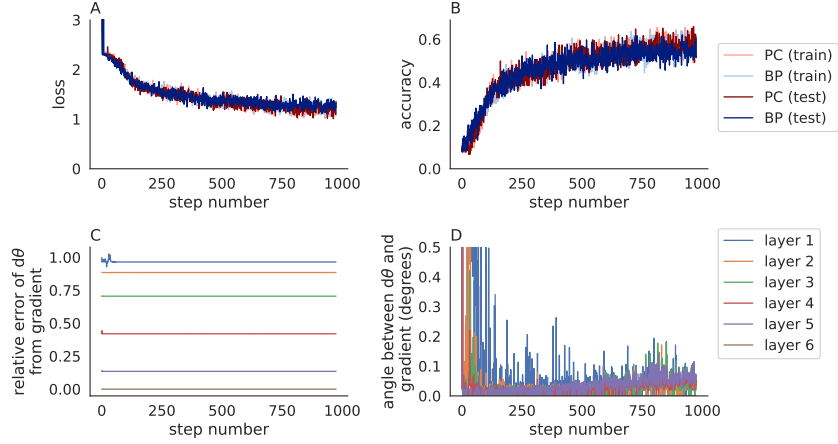 A
3
2
1
0
loss
0
250
500
750
1000
step number
B
0.6
0.4
0.2
0.0
accuracy
0
250
500
750
1000
step number
PC (train)
BP (train)
PC (test)
BP (test)
C
1.00
0.75
0.50
0.25
0.00
relative error of dθ
from gradient
0
250
500
750
1000
step number
D
0.5
0.4
0.3
0.2
0.1
0.0
angle between dθ and
gradient (degrees)
0
250
500
750
1000
step number
layer 1
layer 2
layer 3
layer 4
layer 5
layer 6